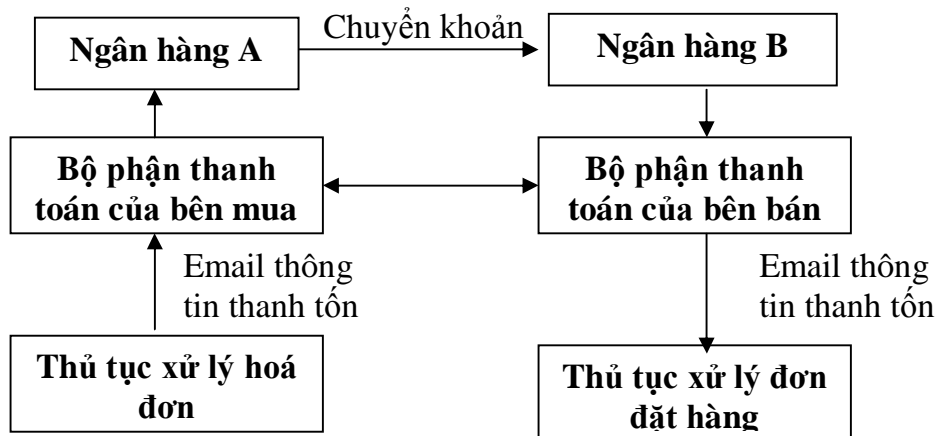 Ngân hàng A
Chuyển khoản
Ngân hàng B
Bộ phận thanh
toán của bên mua
Bộ phận thanh
toán của bên bán
Email thông
tin thanh tốn
Email thông
tin thanh tốn
Thủ tục xử lý hoá
đơn
Thủ tục xử lý đơn
đặt hàng